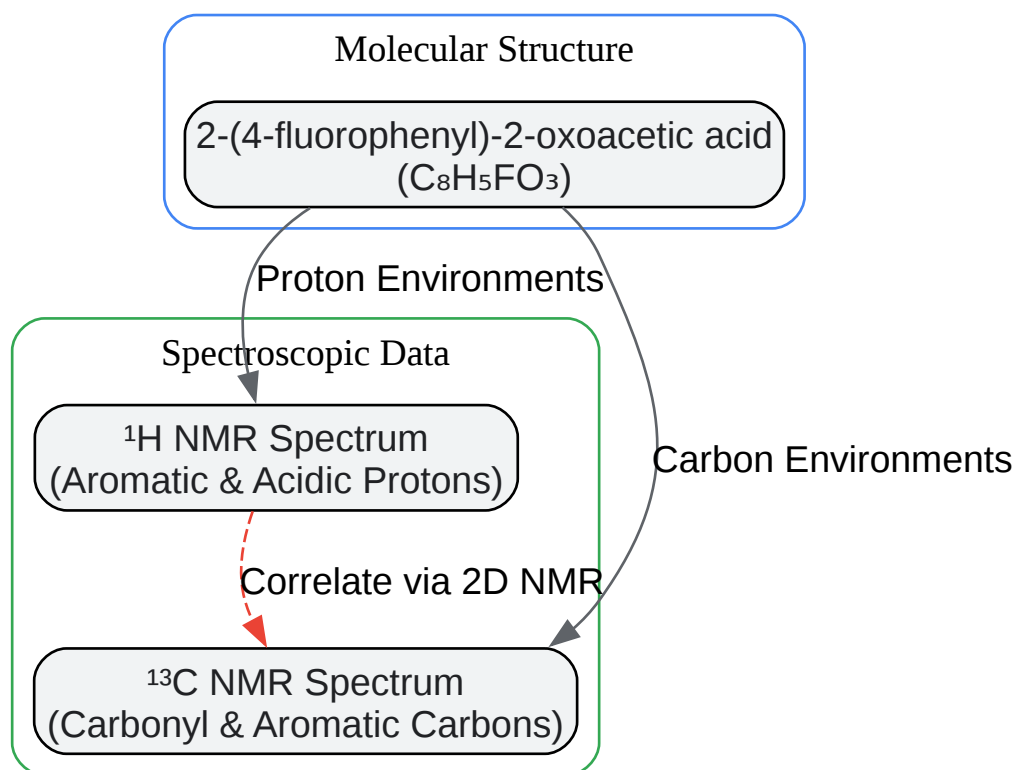 Molecular Structure
2-(4-fluorophenyl)-2-oxoacetic acid
(C₈H₅FO₃)
Proton Environments
Spectroscopic Data
¹H NMR Spectrum
(Aromatic & Acidic Protons)
Carbon Environments
Correlate via 2D NMR
¹³C NMR Spectrum
(Carbonyl & Aromatic Carbons)